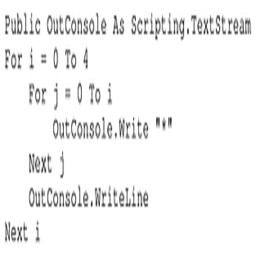 Public OutConsole As Scripting.TextStream
For i = 0 To 4
    For j = 0 To i
        OutConsole.Write "*"
    Next j
    OutConsole.WriteLine
Next i